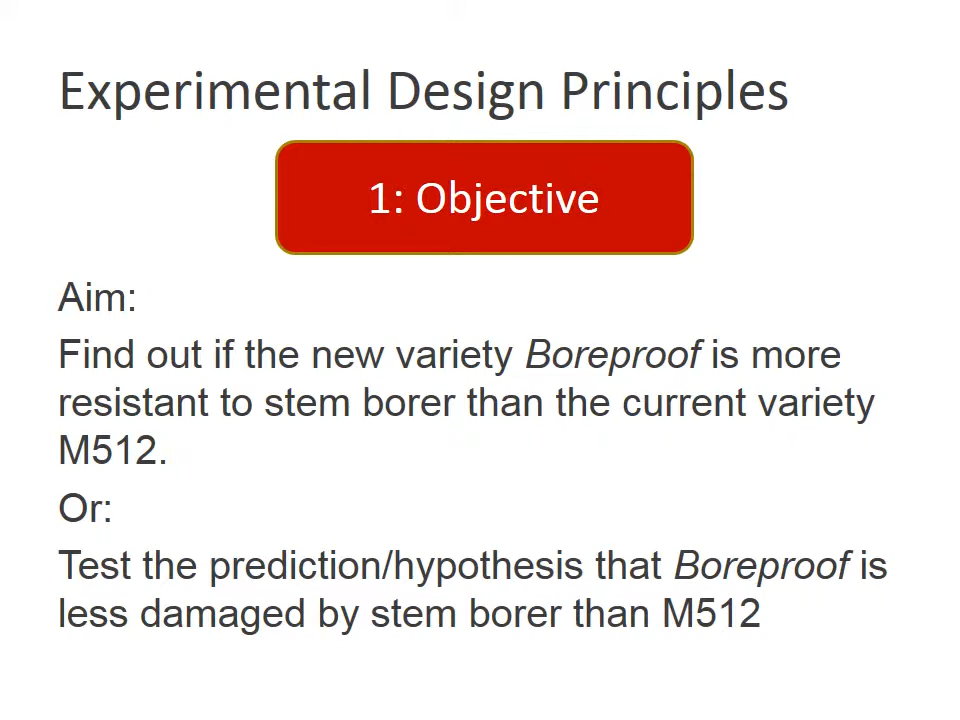 Experimental Design Principles
1: Objective
Aim:
Find out if the new variety Boreproof is more
resistant to stem borer than the current variety
M512.
Or:
Test the prediction/hypothesis that Boreproof is
less damaged by stem borer than M512